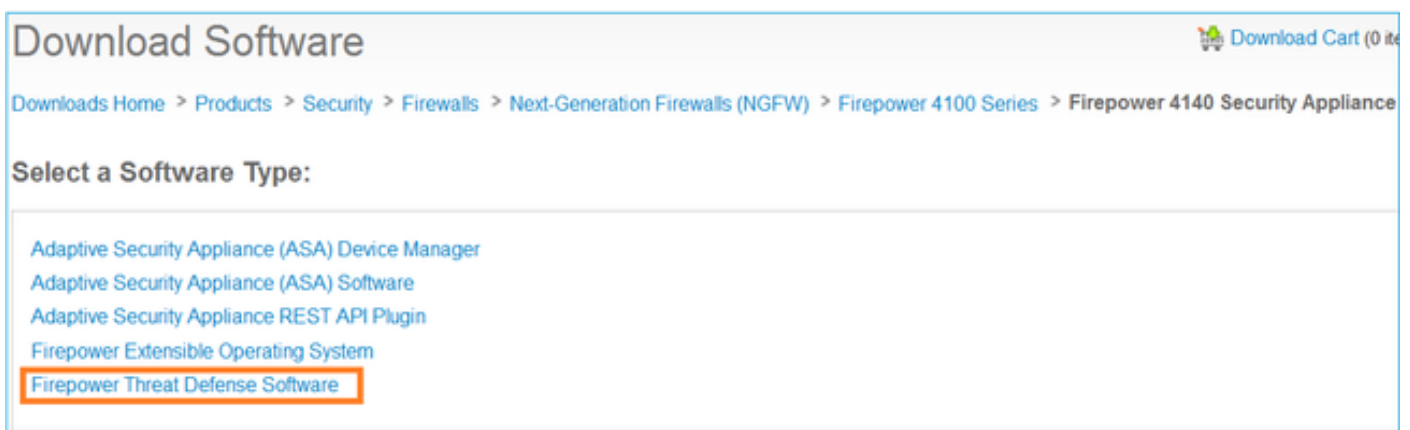 Download Software
Download Cart (0 ite
Downloads Home > Products > Security > Firewalls > Next-Generation Firewalls (NGFW) > Firepower 4100 Series > Firepower 4140 Security Appliance
Select a Software Type:
Adaptive Security Appliance (ASA) Device Manager
Adaptive Security Appliance (ASA) Software
Adaptive Security Appliance REST API Plugin
Firepower Extensible Operating System
Firepower Threat Defense Software